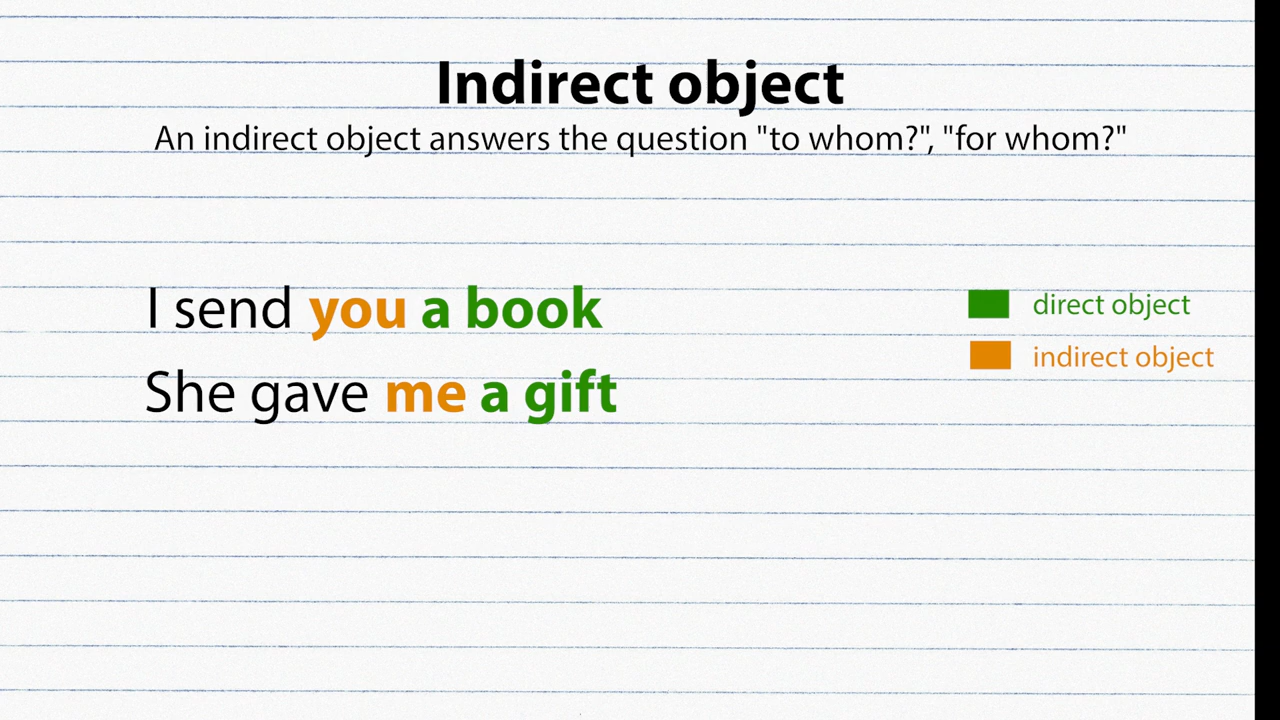 Indirect object
An indirect object answers the question "to whom?", "for whom?"
I send you a book
She gave me a gift
direct object
indirect object